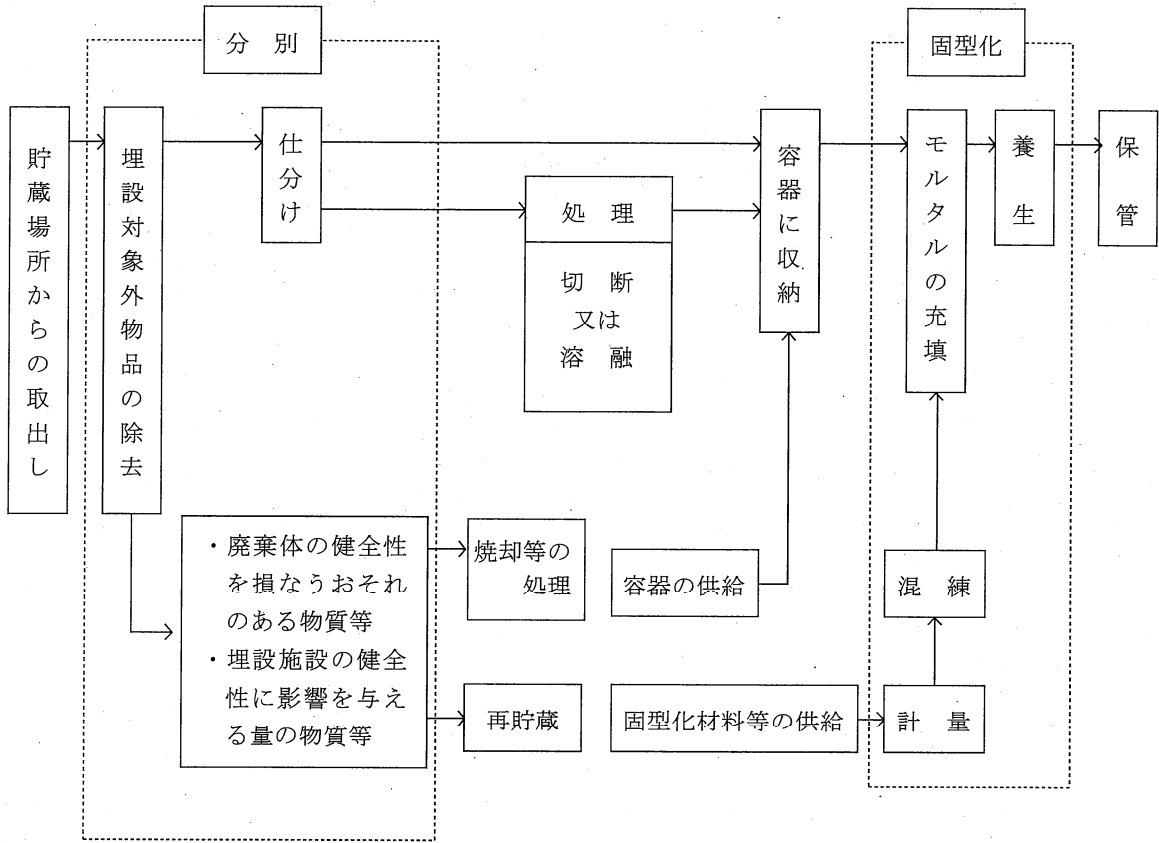 分別
固型化
貯蔵場所からの取出し
埋設対象外物品の除去
仕分け
処理
切断
又は
溶融
容器に収納
モルタルの充填
養生
保管
・廃棄体の健全性
を損なうおそれ
のある物質等
・埋設施設の健全
性に影響を与え
る量の物質等
焼却等の
処理
再貯蔵
容器の供給
固型化材料等の供給
混練
計量